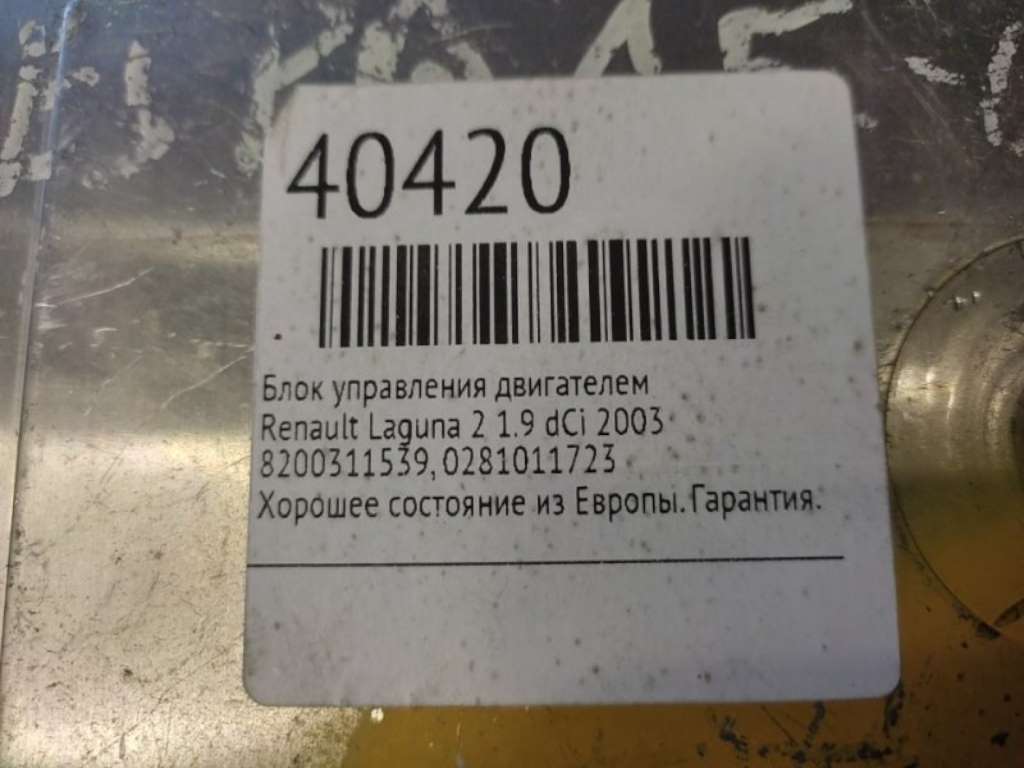 40420
Блок управления двигателем
Renault Laguna 2 1.9 dCi 2003
8200311539, 0281011723
Хорошее состояние из Европы. Гарантия.